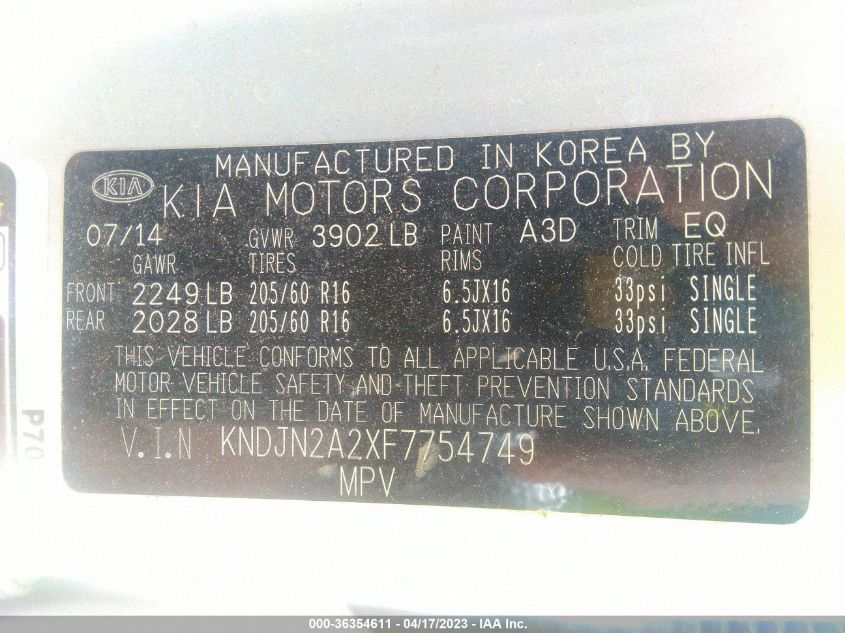 MANUFACTURED IN KOREA BY
KIA KIA MOTORS CORPORATION
07/14 GVWR 3902 LB PAINT A3D TRIM EQ
GAWR TIRES RIMS COLD TIRE INFL
FRONT 2249 LB 205/60 R16 6.5JX16 33psi SINGLE
REAR 2028 LB 205/60 R16 6.5JX16 33psi SINGLE
THIS VEHICLE CONFORMS TO ALL APPLICABLE U.S.A. FEDERAL
MOTOR VEHICLE SAFETY AND THEFT PREVENTION STANDARDS
IN EFFECT ON THE DATE OF MANUFACTURE SHOWN ABOVE.
V.I.N KNDJN2A2XF7754749
MPV
P70
000-36354611 - 04/17/2023 - IAA Inc.